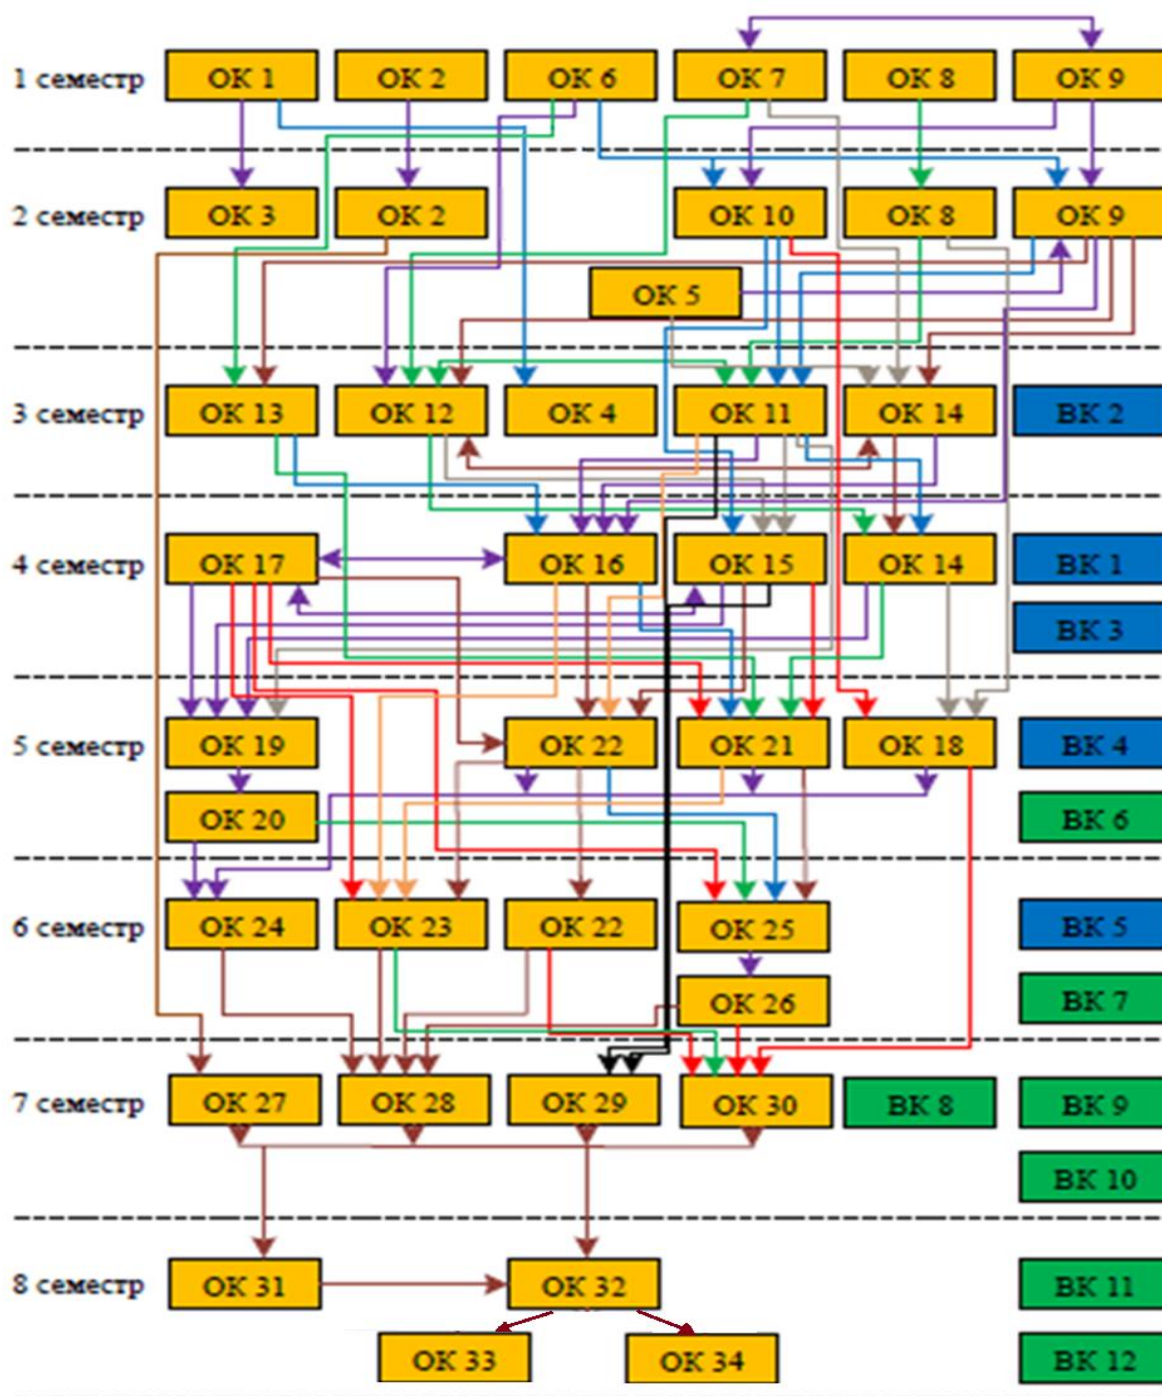 1 семестр ОК 1 ОК 2 ОК 6 ОК 7 ОК 8 ОК 9
2 семестр ОК 3 ОК 2 ОК 10 ОК 8 ОК 9
ОК 5
3 семестр ОК 13 ОК 12 ОК 4 ОК 11 ОК 14 ВК 2
4 семестр ОК 17 ОК 16 ОК 15 ОК 14 ВК 1
ВК 3
5 семестр ОК 19 ОК 22 ОК 21 ОК 18 ВК 4
ОК 20 ВК 6
6 семестр ОК 24 ОК 23 ОК 22 ОК 25 ВК 5
ОК 26 ВК 7
7 семестр ОК 27 ОК 28 ОК 29 ОК 30 ВК 8 ВК 9
ВК 10
8 семестр ОК 31 ОК 32 ВК 11
ОК 33 ОК 34 ВК 12